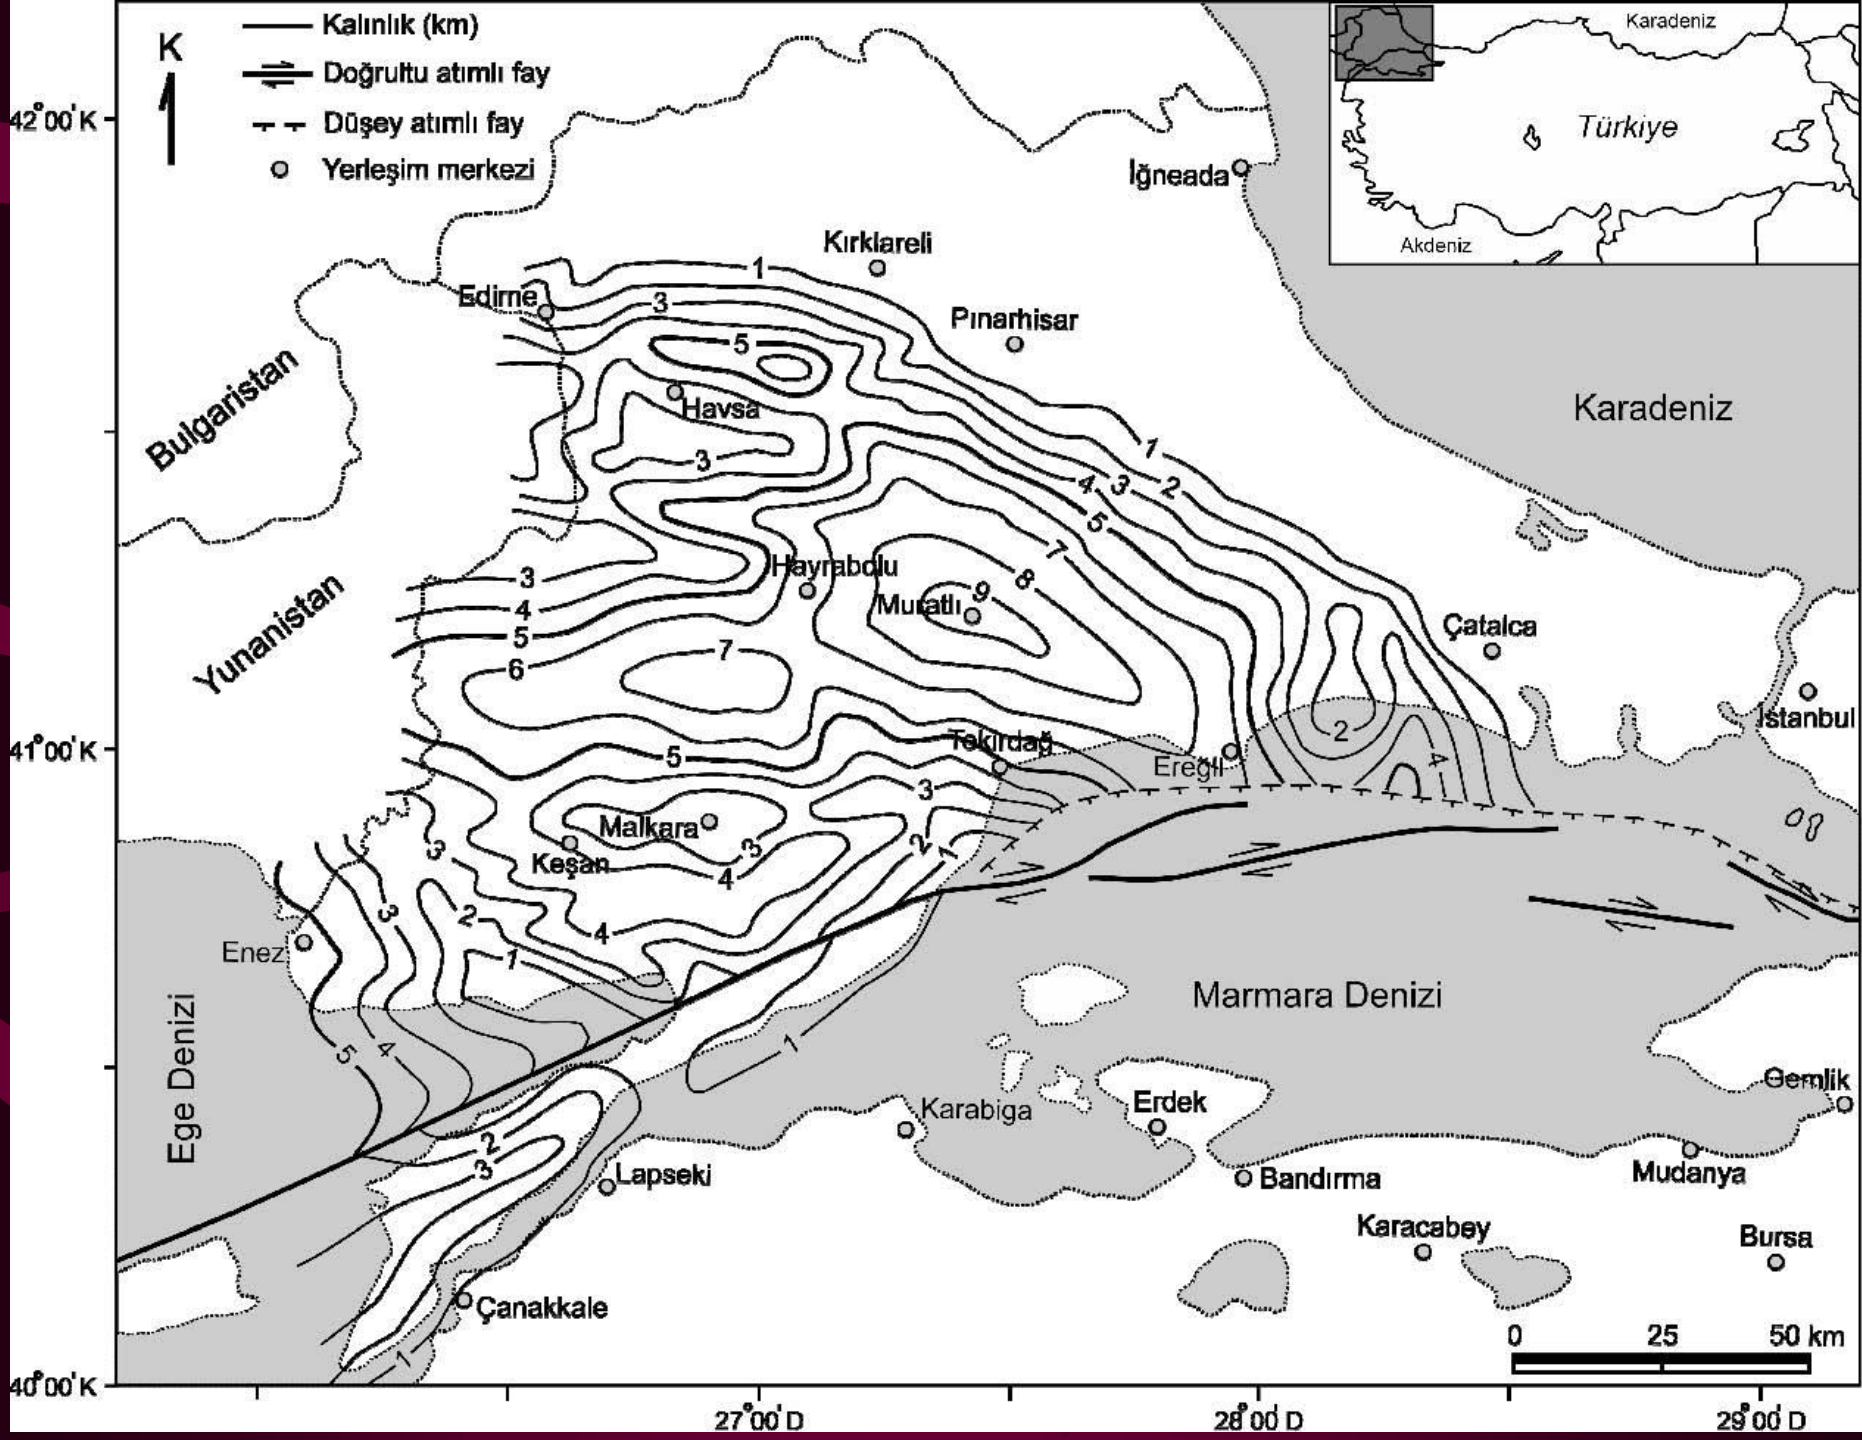 Kalınlık (km)
Doğrultu atımlı fay
Düşey atımlı fay
Yerleşim merkezi
K
42°00'K
41°00'K
40°00'K
27°00'D
28°00'D
29°00'D
Karadeniz
Türkiye
Akdeniz
İğneada
Kırklareli
1
Edirne
3
Pınarhisar
5
Bulgaristan
Havsa
Karadeniz
3
1
4
3
2
5
7
Hayrabolu
8
Yunanistan
3
4
5
Muratlı
9
Çatalca
6
7
İstanbul
2
4
5
Tekirdağ
Ereğli
3
Malkara
3
Keşan
3
4
2
1
3
2
4
1
Enez
Ege Denizi
5
4
1
Marmara Denizi
Gemlik
Karabiga
Erdek
2
3
Lapseki
Bandırma
Mudanya
Karacabey
Bursa
Çanakkale
1
0
25
50 km